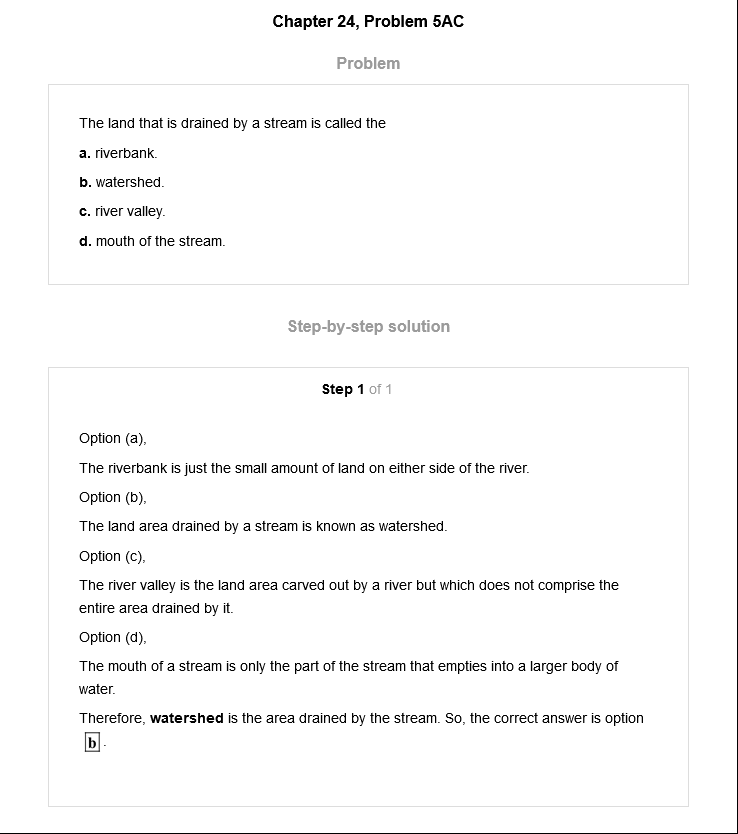 Chapter 24, Problem 5AC
Problem
The land that is drained by a stream is called the
a. riverbank.
b. watershed.
c. river valley.
d. mouth of the stream.
Step-by-step solution
Step 1 of 1
Option (a),
The riverbank is just the small amount of land on either side of the river.
Option (b),
The land area drained by a stream is known as watershed.
Option (c),
The river valley is the land area carved out by a river but which does not comprise the
entire area drained by it.
Option (d),
The mouth of a stream is only the part of the stream that empties into a larger body of
water.
Therefore, watershed is the area drained by the stream. So, the correct answer is option
b.